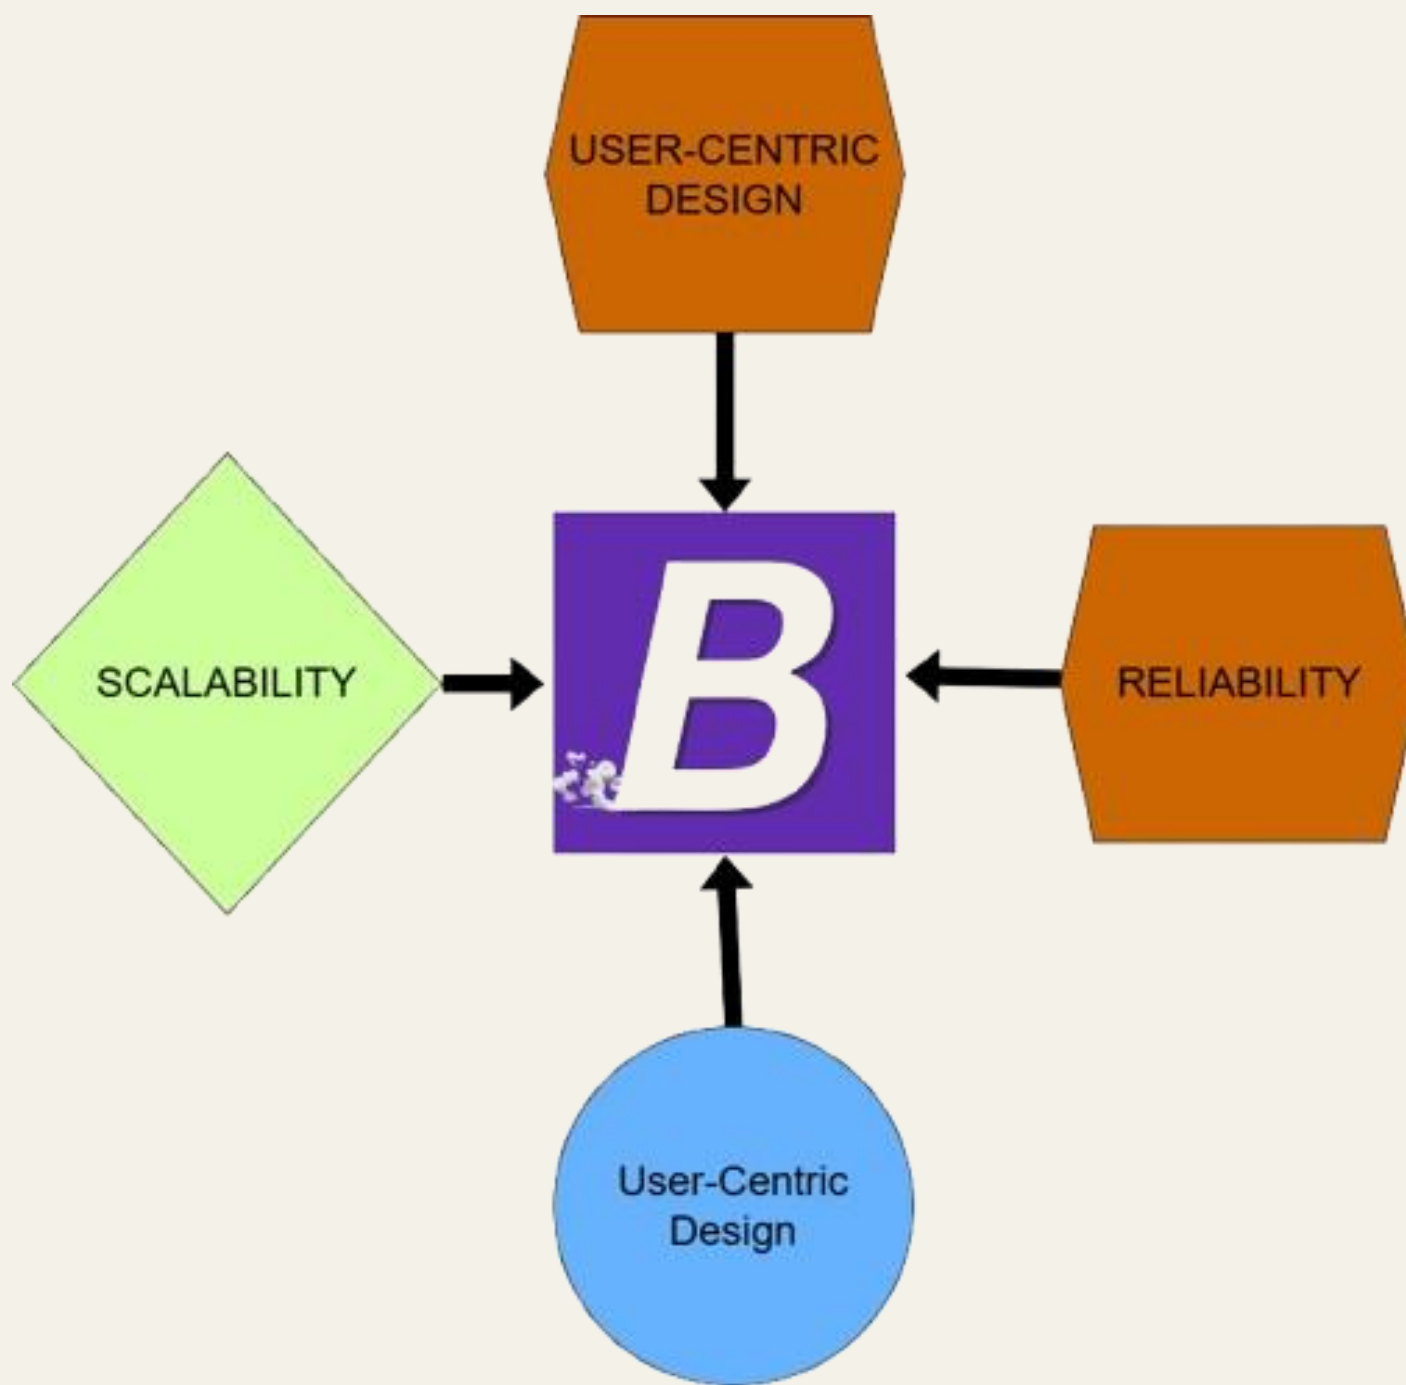 USER-CENTRIC
DESIGN
SCALABILITY
B
RELIABILITY
User-Centric
Design